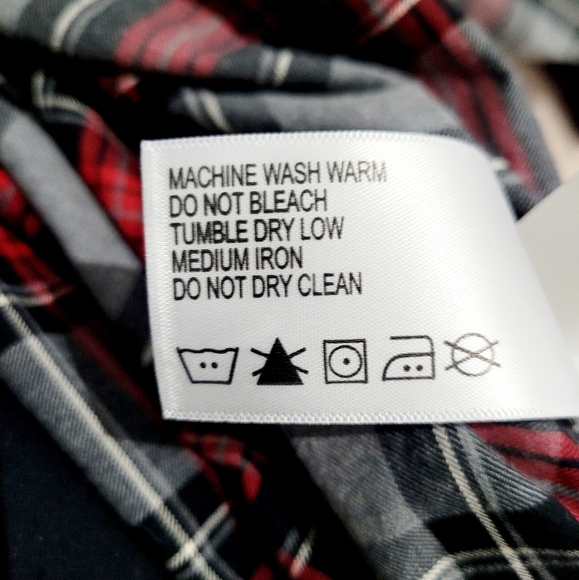 MACHINE WASH WARM
DO NOT BLEACH
TUMBLE DRY LOW
MEDIUM IRON
DO NOT DRY CLEAN